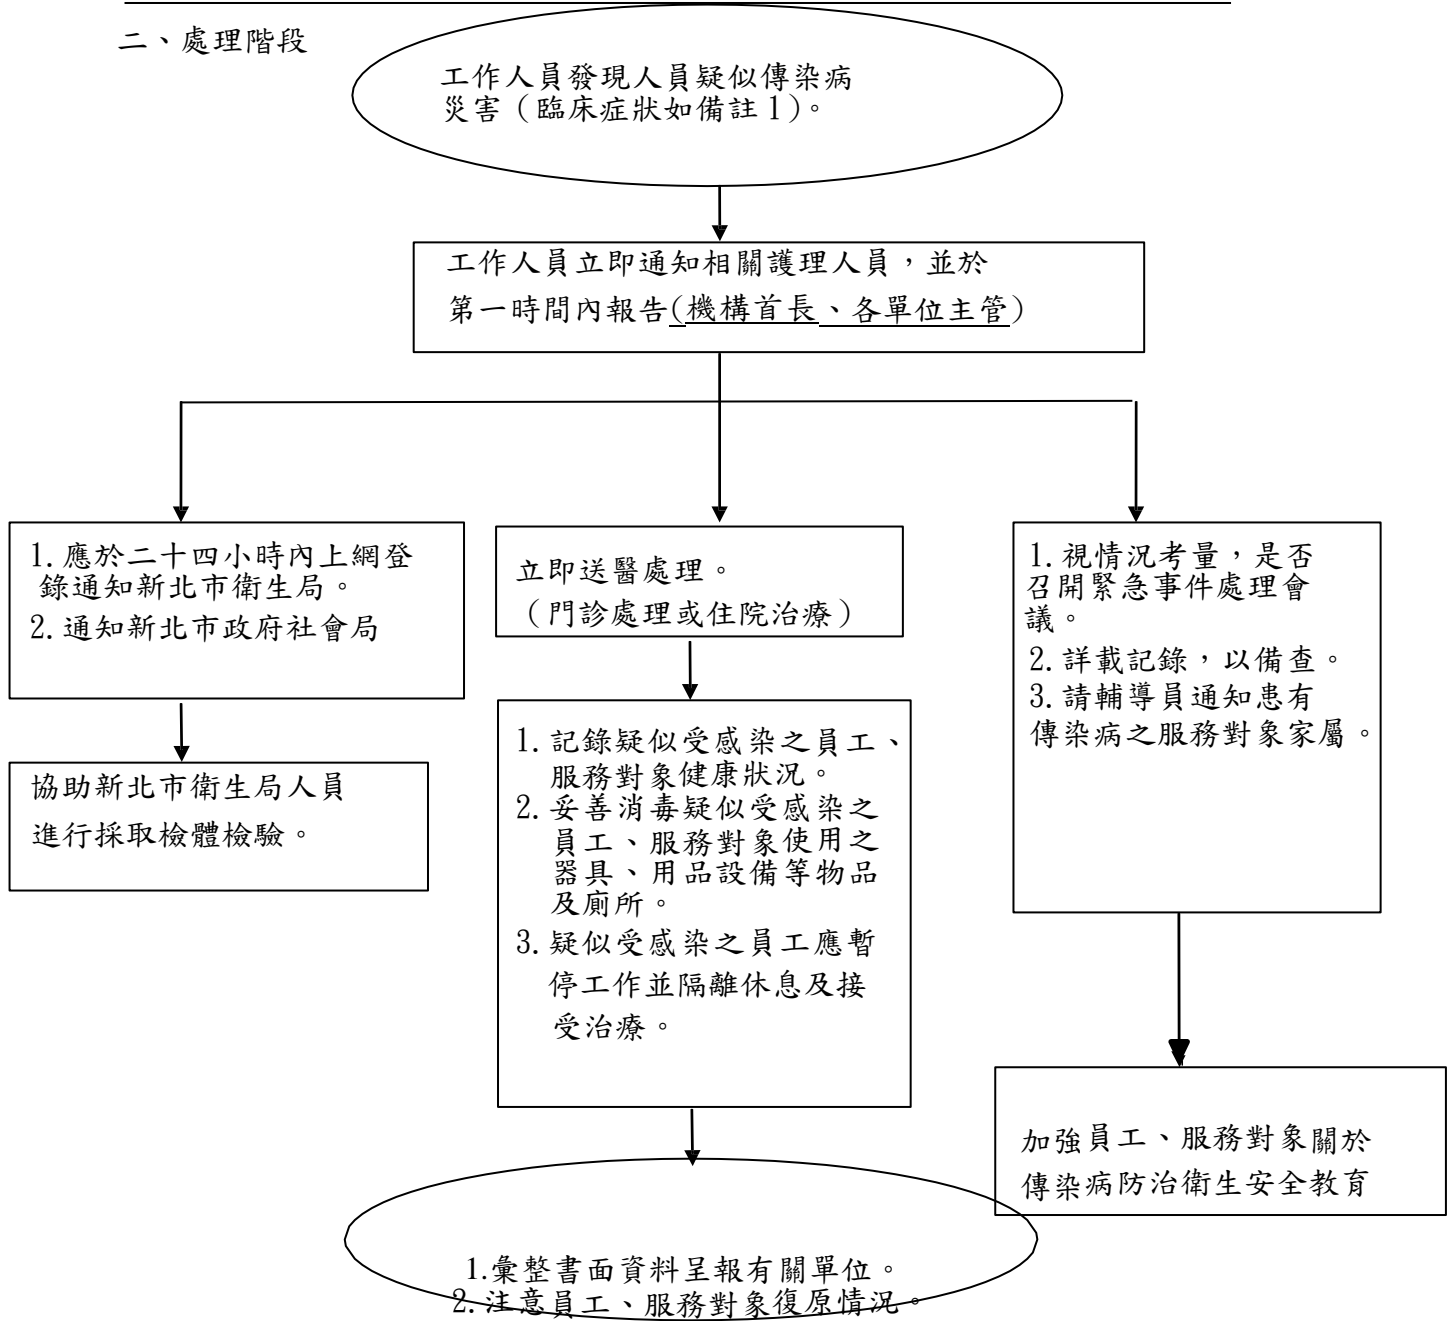 二、處理階段
工作人員發現人員疑似傳染病
災害（臨床症狀如備註1)。
工作人員立即通知相關護理人員，並於
第一時間內報告(機構首長、各單位主管)
1.應於二十四小時內上網登
錄通知新北市衛生局。
2.通知新北市政府社會局
協助新北市衛生局人員
進行採取檢體檢驗。
立即送醫處理。
（門診處理或住院治療）
1.記錄疑似受感染之員工、
服務對象健康狀況。
2.妥善消毒疑似受感染之
員工、服務對象使用之
器具、用品設備等物品
及廁所。
3.疑似受感染之員工應暫
停工作並隔離休息及接
受治療。
1.視情況考量，是否
召開緊急事件處理會
議。
2.詳載記錄，以備查。
3.請輔導員通知患有
傳染病之服務對象家屬。
加強員工、服務對象關於
傳染病防治衛生安全教育
1.彙整書面資料呈報有關單位。
2.注意員工、服務對象復原情況。